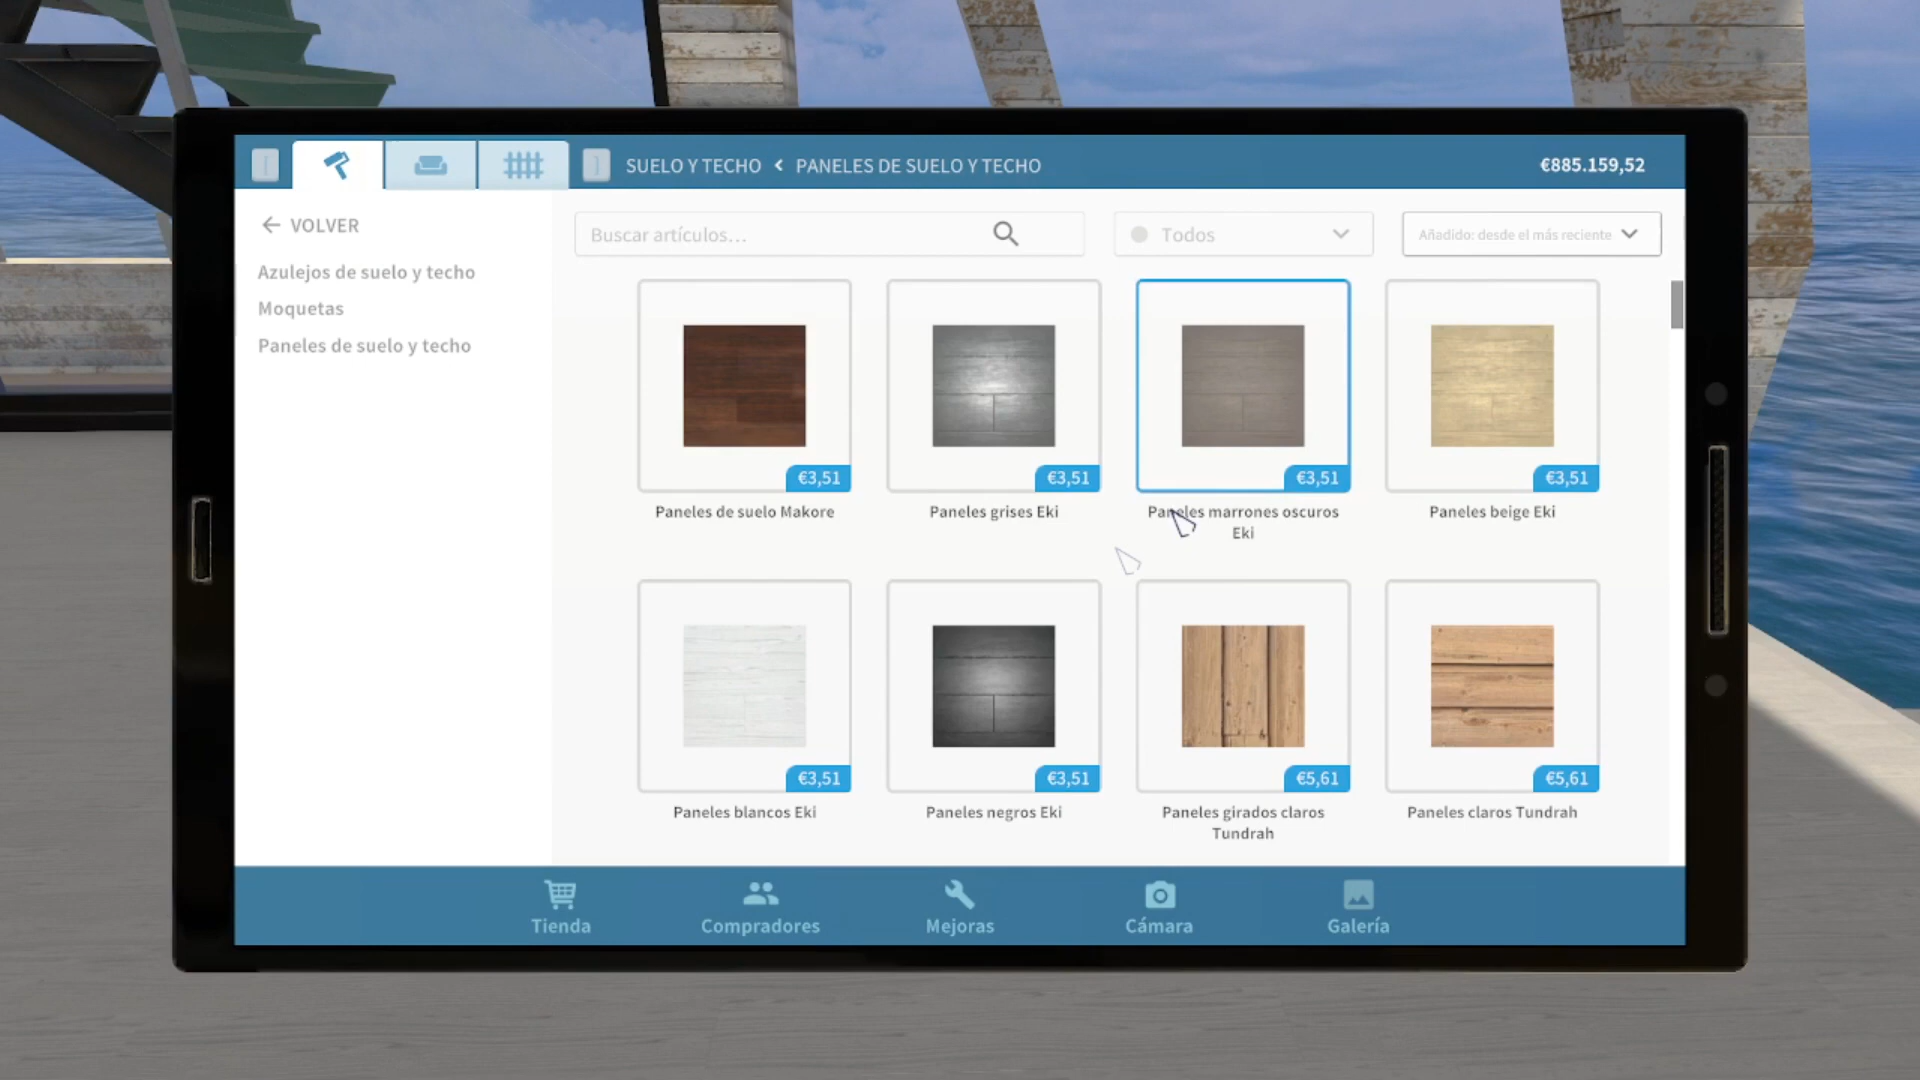 SUELO Y TECHO < PANELES DE SUELO Y TECHO
€885.159,52
VOLVER
Azulejos de suelo y techo
Moquetas
Paneles de suelo y techo
Buscar artículos...
Todos
Añadido: desde el más reciente
€3,51
€3,51
€3,51
€3,51
Paneles de suelo Makore
Paneles grises Eki
Paneles marrones oscuros
Eki
Paneles beige Eki
€3,51
€3,51
€5,61
€5,61
Paneles blancos Eki
Paneles negros Eki
Paneles girados claros
Tundrah
Paneles claros Tundrah
Tienda
Compradores
Mejoras
Cámara
Galería